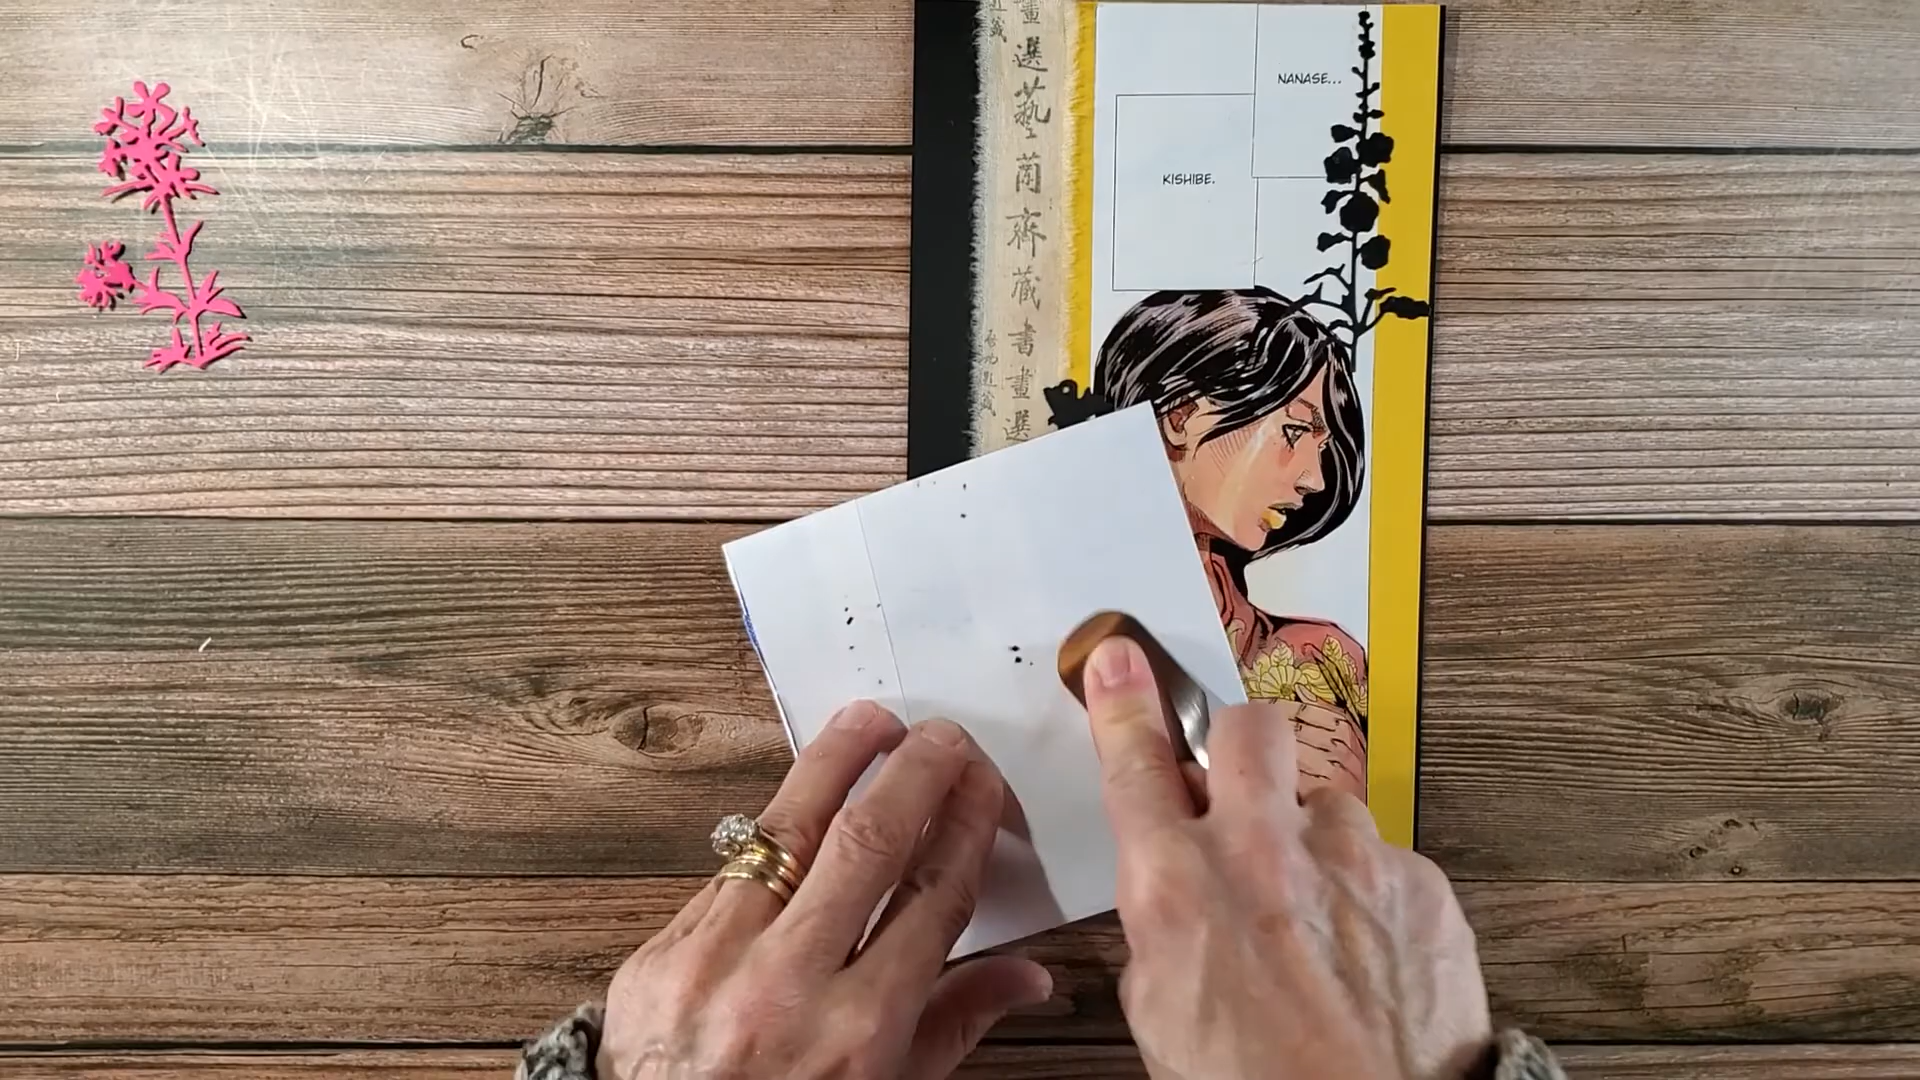 畫
選
藝
蘭
齋
藏
書
畫
選
NANASE...
KISHIBE.